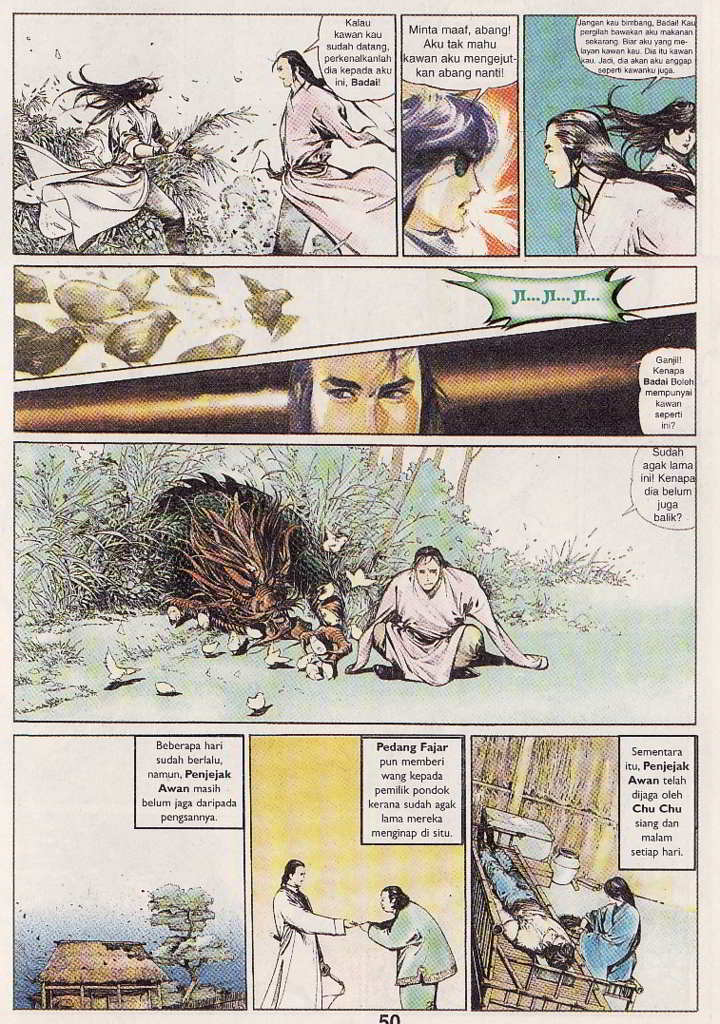 Kalau
kawan kau
sudah datang,
perkenalkanlah
dia kepada aku
ini, Badai!
Minta maaf, abang!
Aku tak mahu
kawan aku mengejut-
kan abang nanti!
Jangan kau bimbang, Badai! Kau
pergilah bawakan aku makanan
sekarang. Biar aku yang me-
layan kawan kau. Dia itu kawan
kau. Jadi, dia akan aku anggap
seperti kawanku juga.
JI... JI... JI...
Ganjil!
Kenapa
Badai Boleh
mempunyai
kawan
seperti
ini?
Sudah
agak lama
ini! Kenapa
dia belum
juga
balik?
Beberapa hari
sudah berlalu,
namun, Penjejak
Awan masih
belum jaga daripada
pengsannya.
Pedang Fajar
pun memberi
wang kepada
pemilik pondok
kerana sudah agak
lama mereka
menginap di situ.
Sementara
itu, Penjejak
Awan telah
dijaga oleh
Chu Chu
siang dan
malam
setiap hari.
50